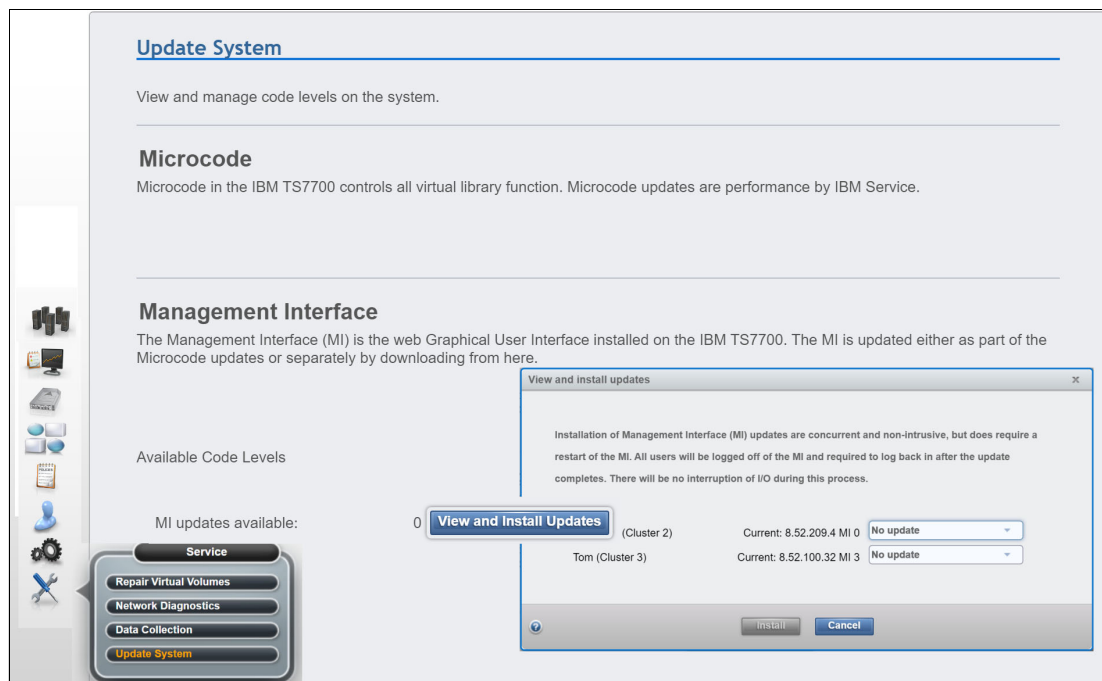 Update System
View and manage code levels on the system.
Microcode
Microcode in the IBM TS7700 controls all virtual library function. Microcode updates are performance by IBM Service.
Management Interface
The Management Interface (MI) is the web Graphical User Interface installed on the IBM TS7700. The MI is updated either as part of the
Microcode updates or separately by downloading from here.
View and install updates x
Installation of Management Interface (MI) updates are concurrent and non-intrusive, but does require a
restart of the MI. All users will be logged off of the MI and required to log back in after the update
completes. There will be no interruption of I/O during this process.
Available Code Levels
MI updates available: 0 View and Install Updates
(Cluster 2) Current: 8.52.209.4 MI 0 No update
Tom (Cluster 3) Current: 8.52.100.32 MI 3 No update
Install Cancel
Service
Repair Virtual Volumes
Network Diagnostics
Data Collection
Update System